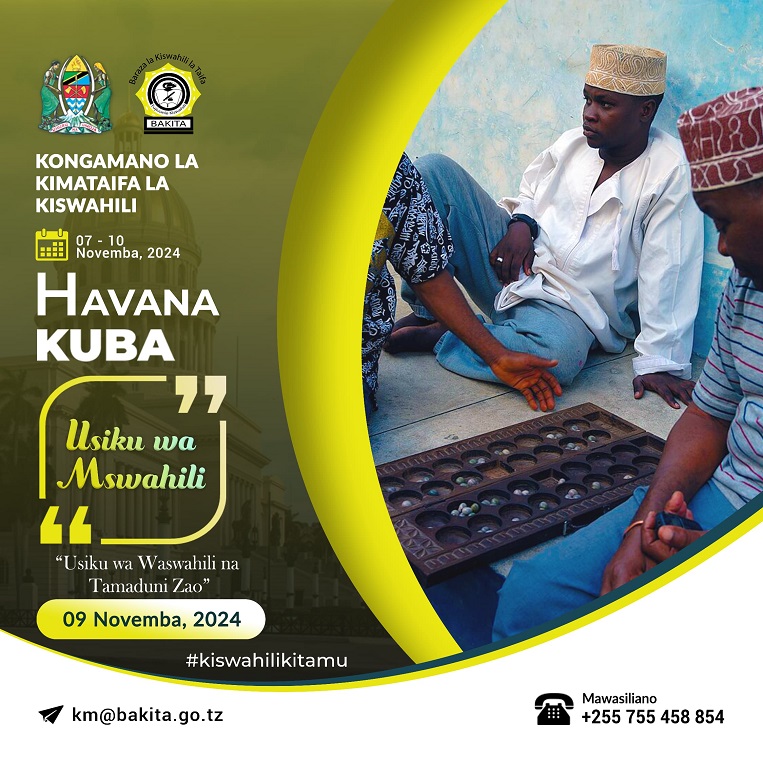 Baraza la Kiswahili la Taifa
BAKITA
KONGAMANO LA
KIMATAIFA LA
KISWAHILI
07 - 10
Novemba, 2024
HAVANA
KUBA
”
Usiku wa
Mswahili
“
“Usiku wa Waswahili na
Tamaduni Zao”
09 Novemba, 2024
#kiswahilikitamu
km@bakita.go.tz
Mawasiliano
+255 755 458 854